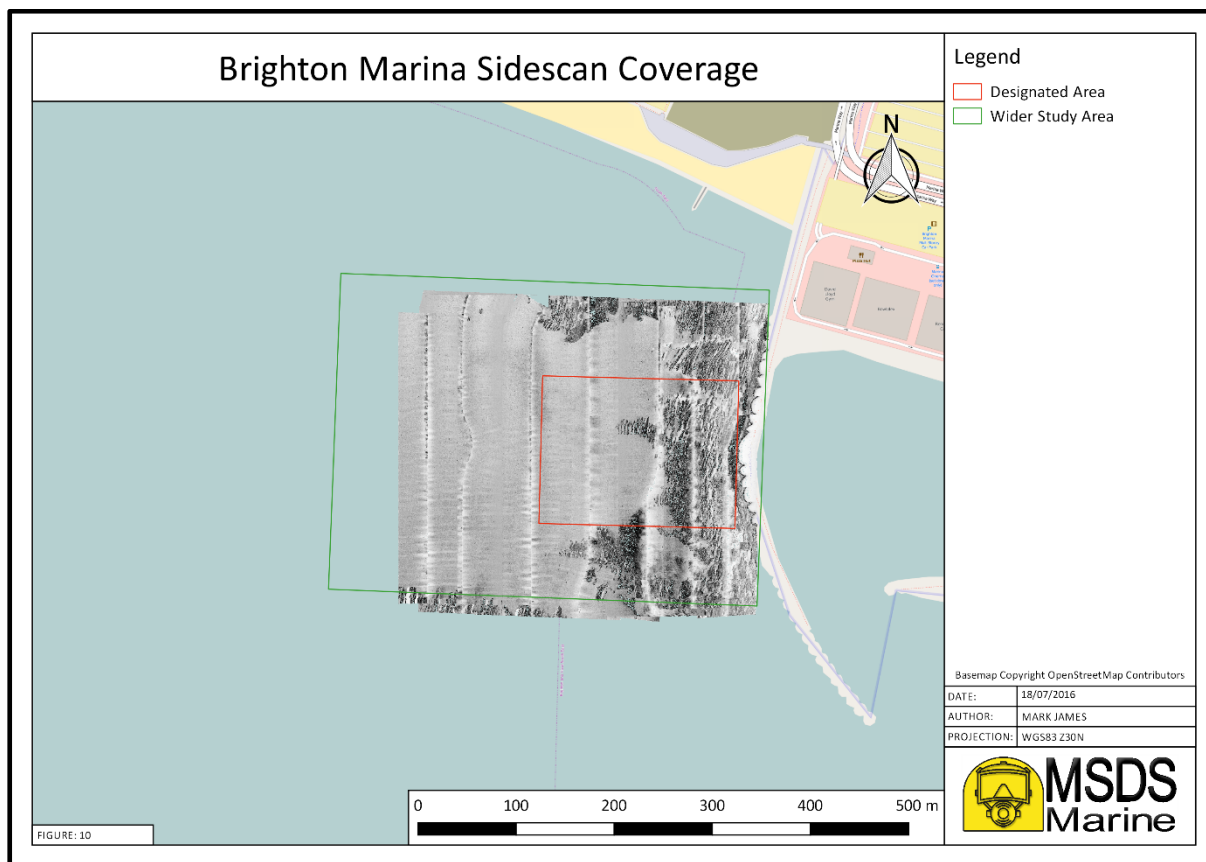 Brighton Marina Sidescan Coverage
Legend
Designated Area
Wider Study Area
N
Basemap Copyright OpenStreetMap Contributors
DATE: 18/07/2016
AUTHOR: MARK JAMES
PROJECTION: WGS83 Z30N
MSDS
Marine
0 100 200 300 400 500 m
FIGURE: 10